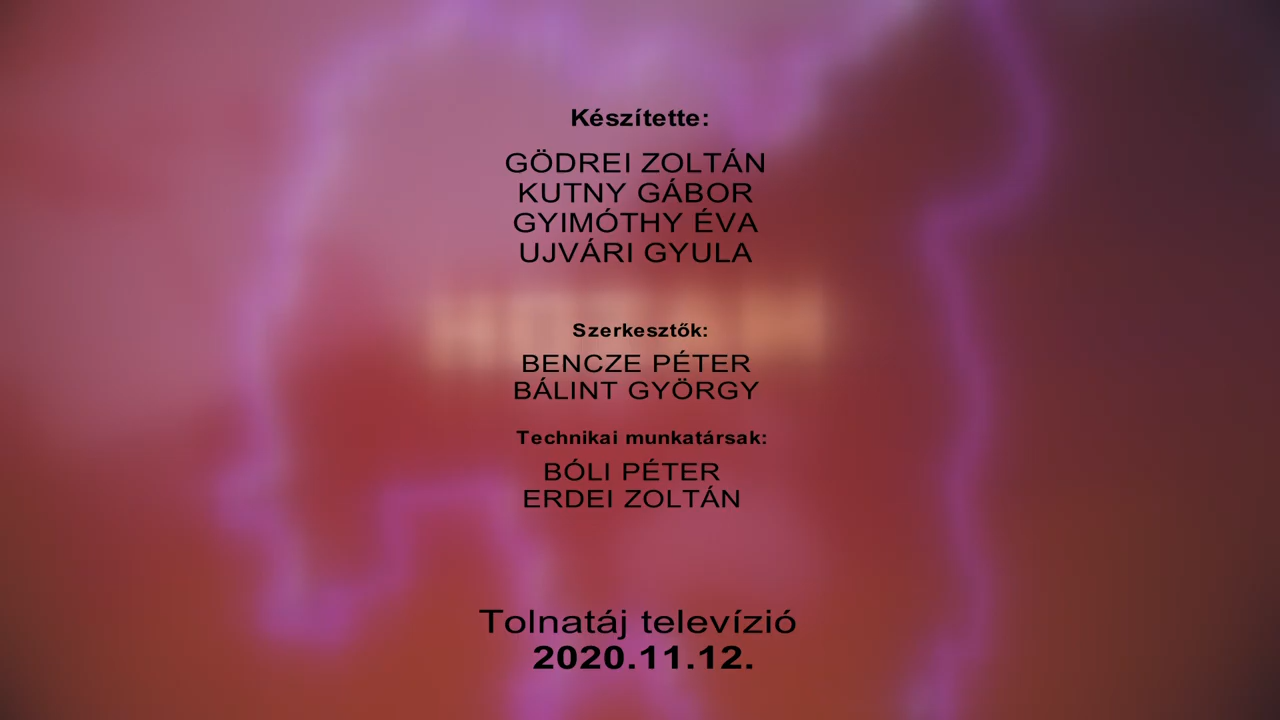 Készítette:
GÖDREI ZOLTÁN
KUTNY GÁBOR
GYIMÓTHY ÉVA
UJVÁRI GYULA
Szerkesztők:
BENCZE PÉTER
BÁLINT GYÖRGY
Technikai munkatársak:
BÓLI PÉTER
ERDEI ZOLTÁN
Tolnatáj televízió
2020.11.12.